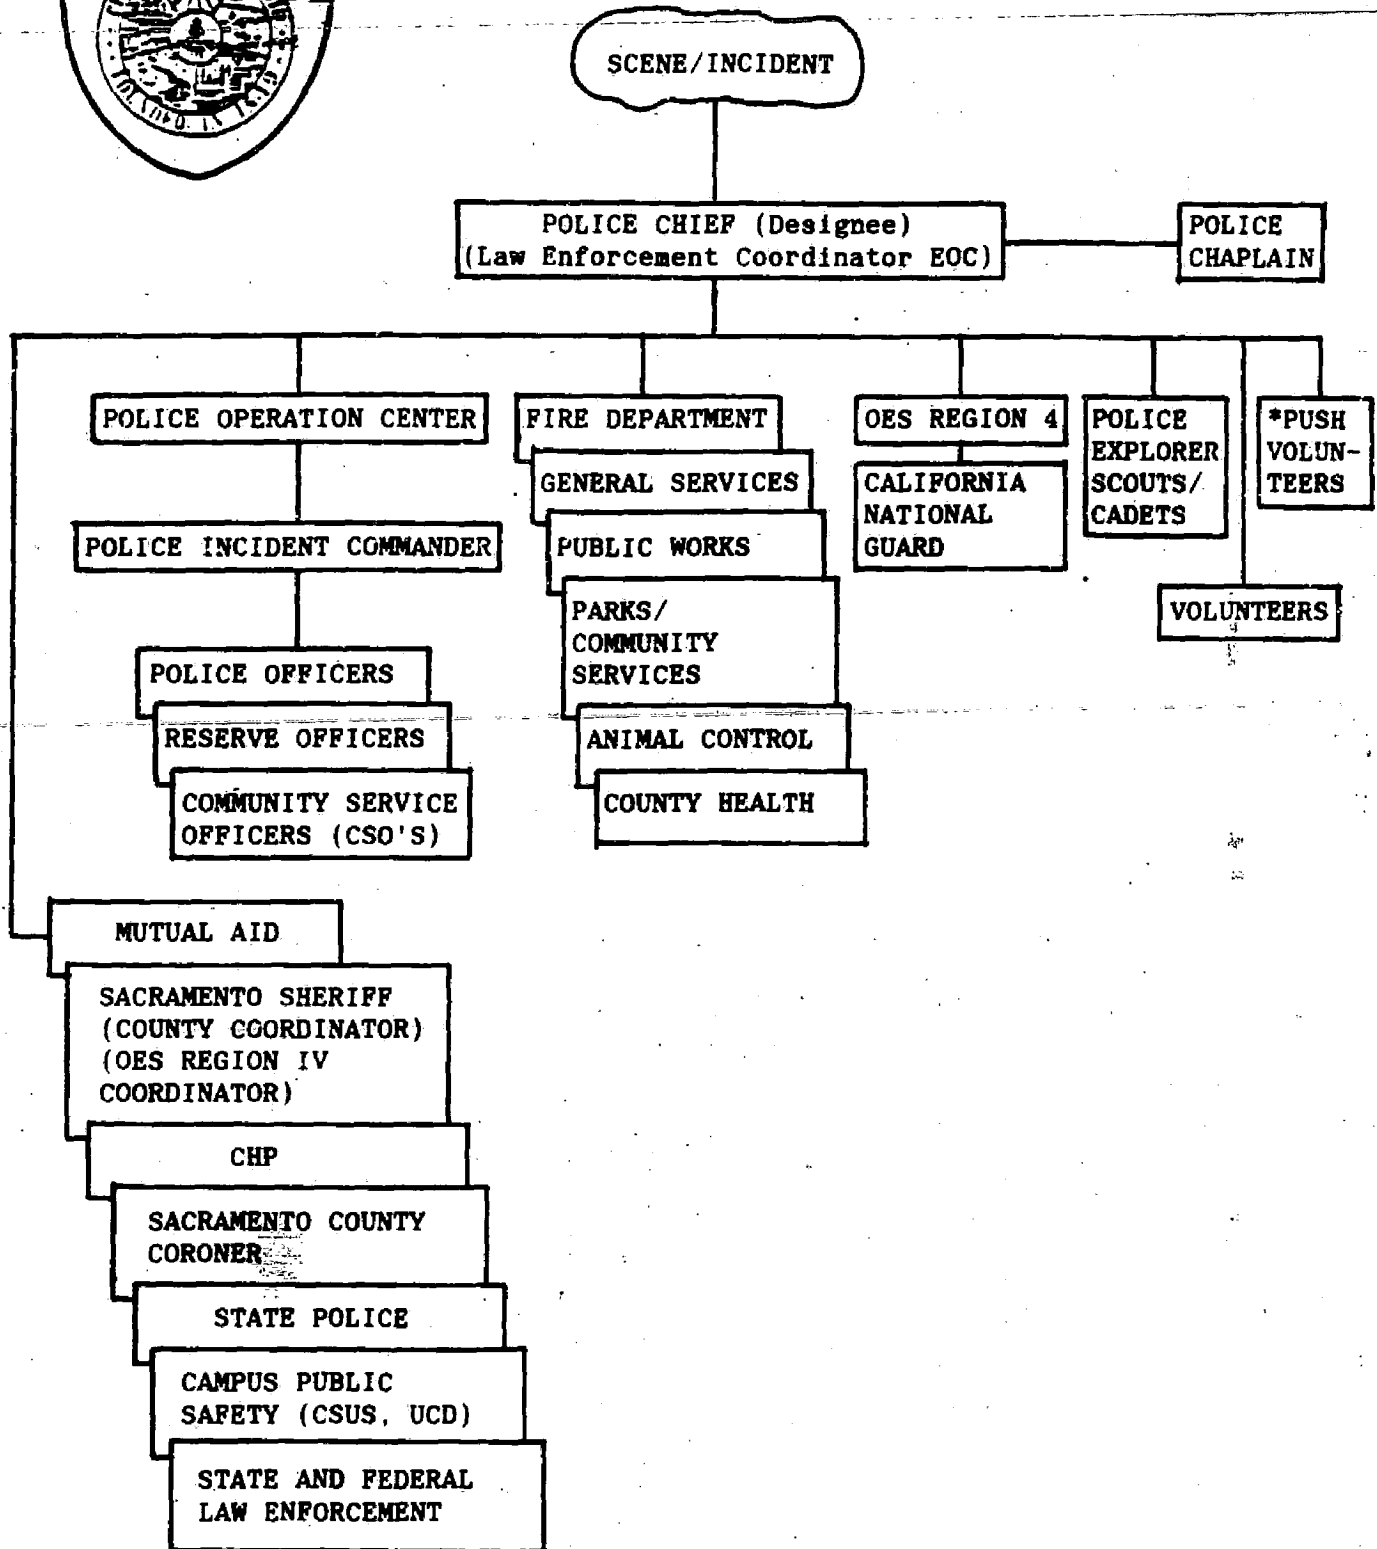 SCENE/INCIDENT
POLICE CHIEF (Designee)
(Law Enforcement Coordinator EOC)
POLICE
CHAPLAIN
POLICE OPERATION CENTER
POLICE INCIDENT COMMANDER
POLICE OFFICERS
RESERVE OFFICERS
COMMUNITY SERVICE
OFFICERS (CSO'S)
FIRE DEPARTMENT
GENERAL SERVICES
PUBLIC WORKS
PARKS/
COMMUNITY
SERVICES
ANIMAL CONTROL
COUNTY HEALTH
OES REGION 4
CALIFORNIA
NATIONAL
GUARD
POLICE
EXPLORER
SCOUTS/
CADETS
*PUSH
VOLUN-
TEERS
VOLUNTEERS
MUTUAL AID
SACRAMENTO SHERIFF
(COUNTY COORDINATOR)
(OES REGION IV
COORDINATOR)
CHP
SACRAMENTO COUNTY
CORONER
STATE POLICE
CAMPUS PUBLIC
SAFETY (CSUS, UCD)
STATE AND FEDERAL
LAW ENFORCEMENT